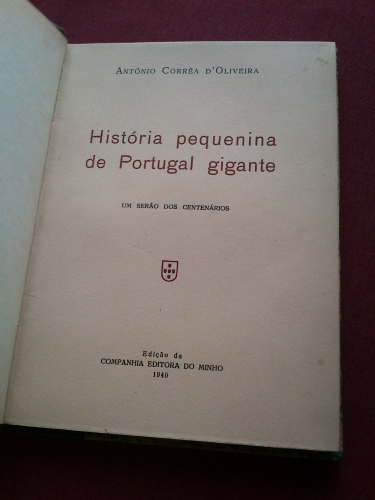 António Corrêa d'Oliveira
História pequenina
de Portugal gigante
UM SERÃO DOS CENTENÁRIOS
Edição da
COMPANHIA EDITORA DO MINHO
1940